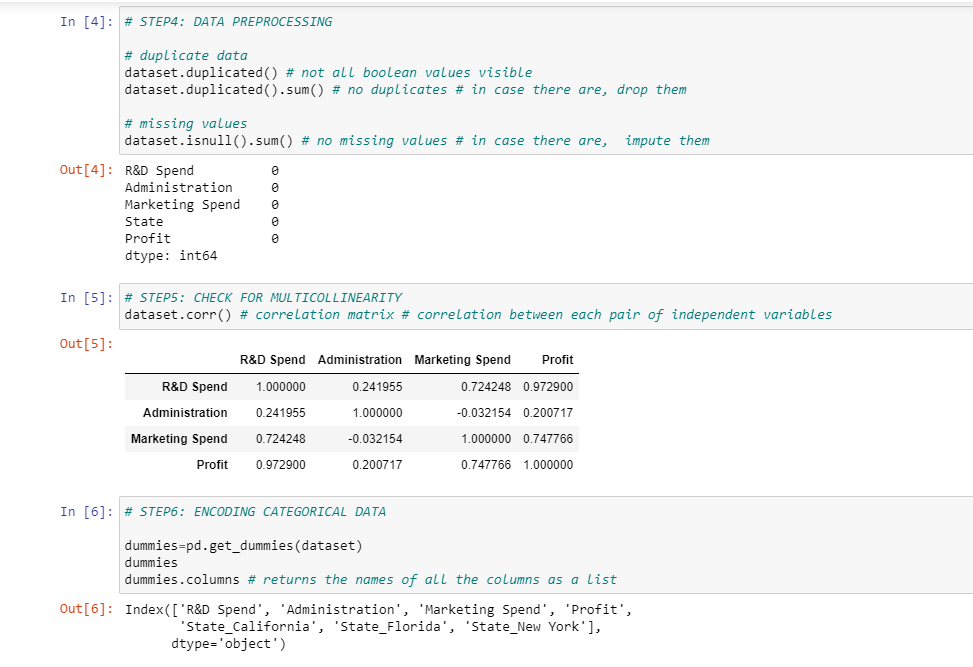 In [4]: # STEP4: DATA PREPROCESSING
# duplicate data
dataset.duplicated() # not all boolean values visible
dataset.duplicated().sum() # no duplicates # in case there are, drop them
# missing values
dataset.isnull().sum() # no missing values # in case there are,  impute them
Out[4]: R&D Spend          0
Administration     0
Marketing Spend    0
State              0
Profit             0
dtype: int64
In [5]: # STEP5: CHECK FOR MULTICOLLINEARITY
dataset.corr() # correlation matrix # correlation between each pair of independent variables
Out[5]:
R&D Spend Administration Marketing Spend Profit
R&D Spend 1.000000 0.241955 0.724248 0.972900
Administration 0.241955 1.000000 -0.032154 0.200717
Marketing Spend 0.724248 -0.032154 1.000000 0.747766
Profit 0.972900 0.200717 0.747766 1.000000
In [6]: # STEP6: ENCODING CATEGORICAL DATA
dummies=pd.get_dummies(dataset)
dummies
dummies.columns # returns the names of all the columns as a list
Out[6]: Index(['R&D Spend', 'Administration', 'Marketing Spend', 'Profit',
'State_California', 'State_Florida', 'State_New York'],
dtype='object')